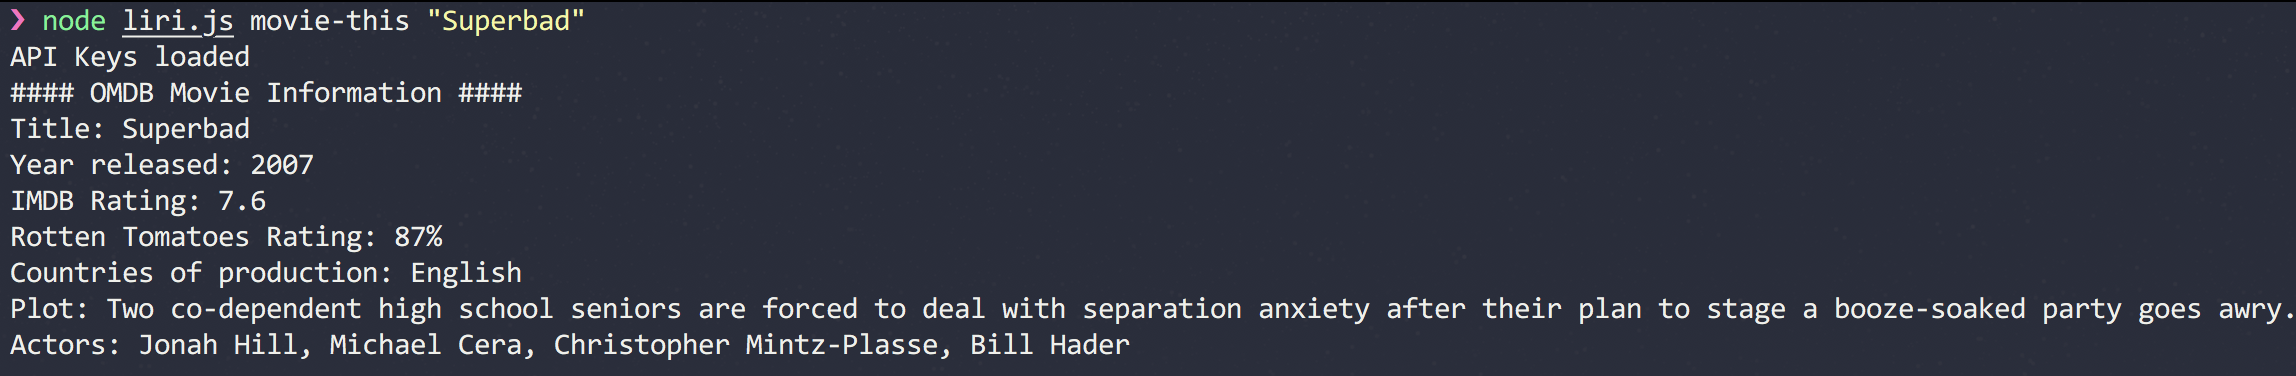 ❯ node liri.js movie-this "Superbad"
API Keys loaded
#### OMDB Movie Information ####
Title: Superbad
Year released: 2007
IMDB Rating: 7.6
Rotten Tomatoes Rating: 87%
Countries of production: English
Plot: Two co-dependent high school seniors are forced to deal with separation anxiety after their plan to stage a booze-soaked party goes awry.
Actors: Jonah Hill, Michael Cera, Christopher Mintz-Plasse, Bill Hader